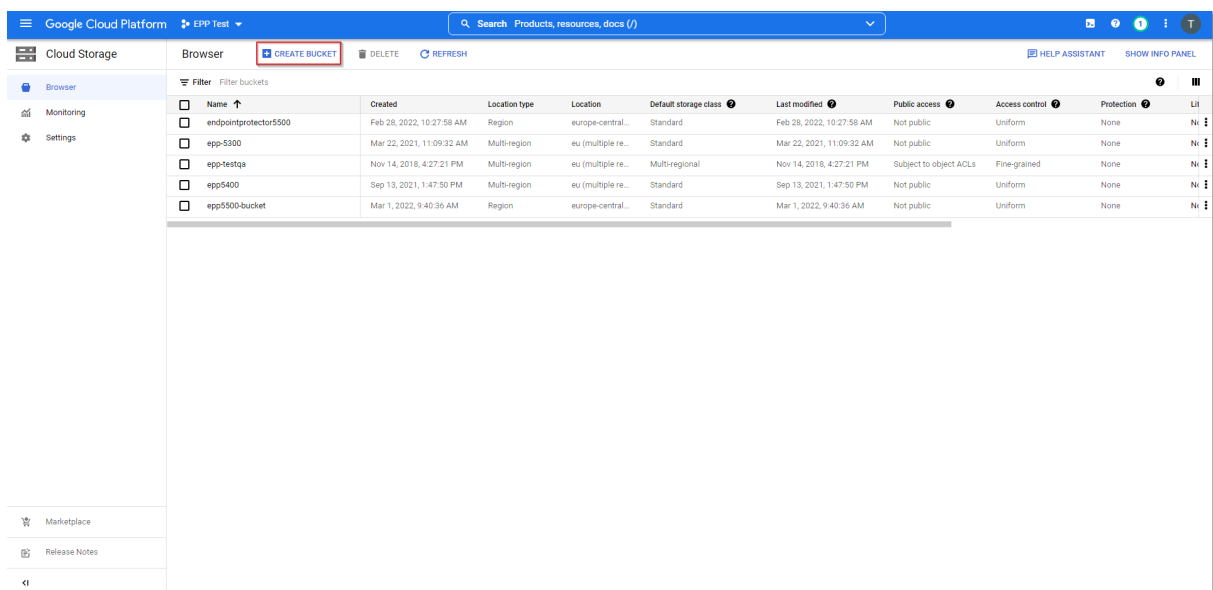 Google Cloud Platform EPP Test Search Products, resources, docs (/) 1 T
Cloud Storage Browser CREATE BUCKET DELETE REFRESH HELP ASSISTANT SHOW INFO PANEL
Browser Filter Filter buckets
Name Created Location type Location Default storage class Last modified Public access Access control Protection
Monitoring endpointprotector5500 Feb 28, 2022, 10:27:58 AM Region europe-central... Standard Feb 28, 2022, 10:27:58 AM Not public Uniform None
Settings epp-5300 Mar 22, 2021, 11:09:32 AM Multi-region eu (multiple re... Standard Mar 22, 2021, 11:09:32 AM Not public Uniform None
epp-testqa Nov 14, 2018, 4:27:21 PM Multi-region eu (multiple re... Multi-regional Nov 14, 2018, 4:27:21 PM Subject to object ACLs Fine-grained None
epp5400 Sep 13, 2021, 1:47:50 PM Multi-region eu (multiple re... Standard Sep 13, 2021, 1:47:50 PM Not public Uniform None
epp5500-bucket Mar 1, 2022, 9:40:36 AM Region europe-central... Standard Mar 1, 2022, 9:40:36 AM Not public Uniform None
Marketplace
Release Notes